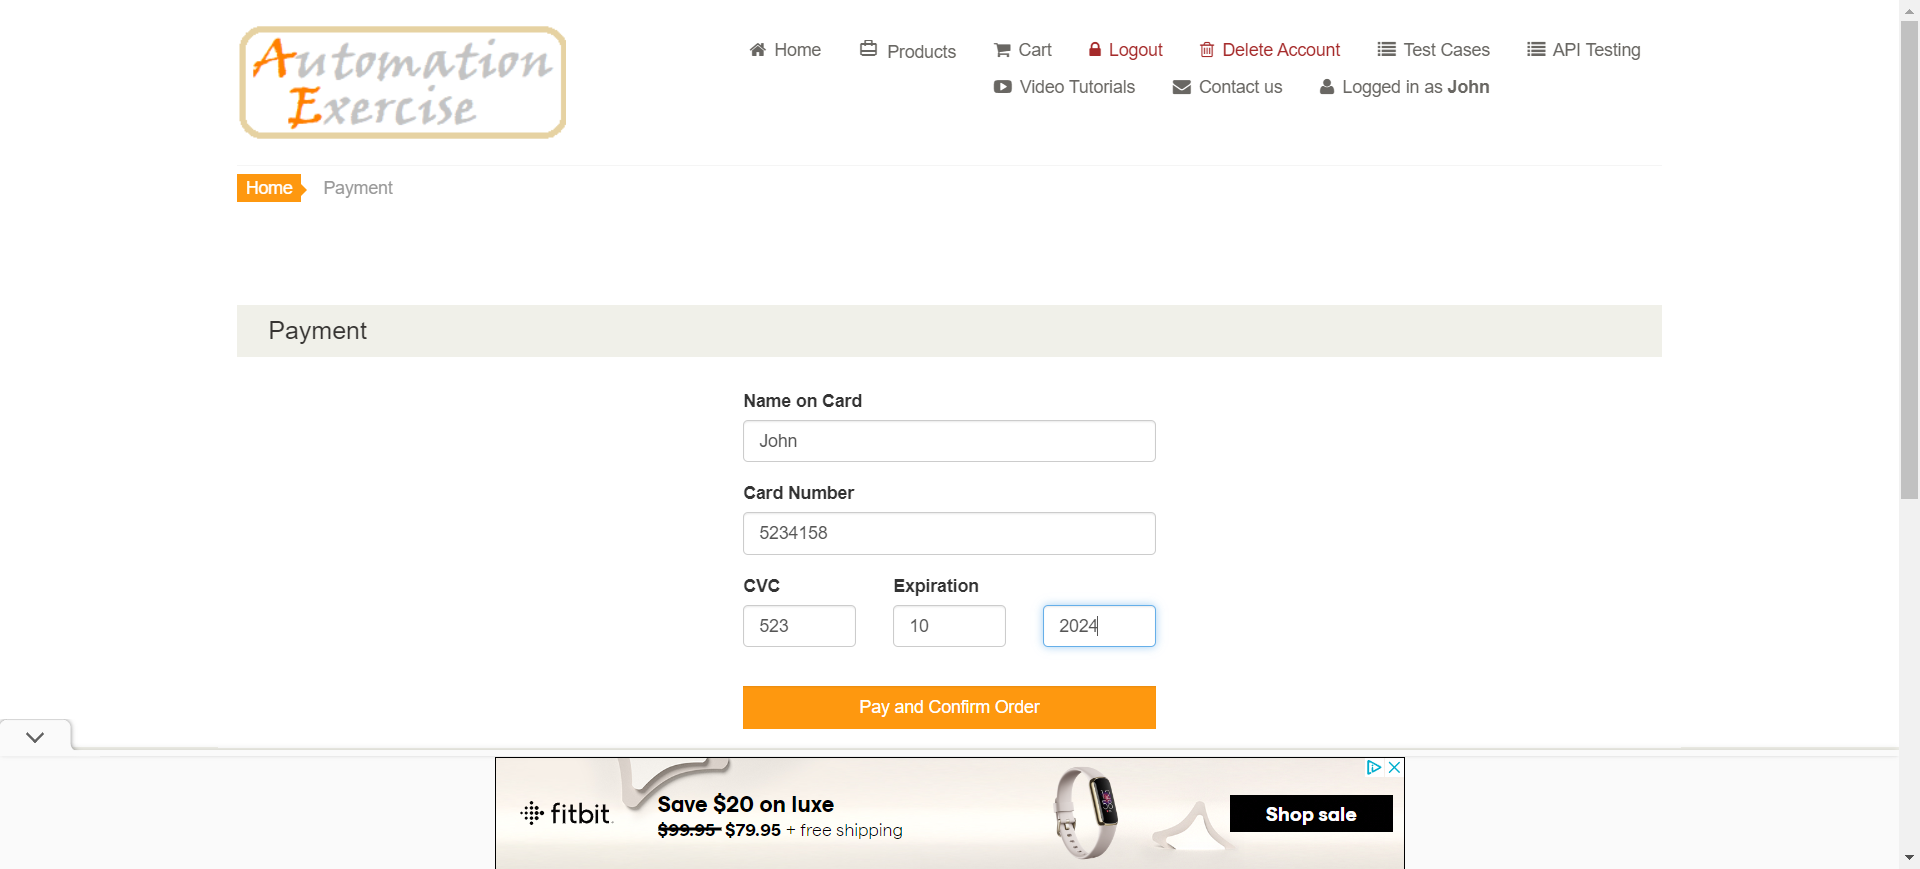 Automation
Exercise
Home
Products
Cart
Logout
Delete Account
Test Cases
API Testing
Video Tutorials
Contact us
Logged in as John
Home
Payment
Payment
Name on Card
John
Card Number
5234158
CVC
Expiration
523
10
2024
Pay and Confirm Order
fitbit
Save $20 on luxe
$99.95 $79.95 + free shipping
Shop sale